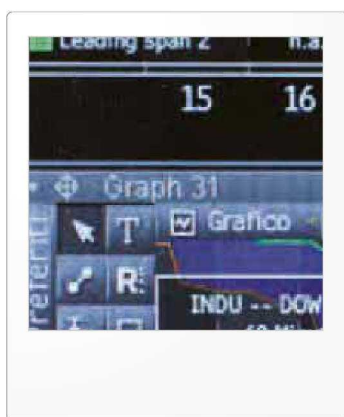 Leading span 2 n.a.
15 16
Graph 31
T Grafico
R
INDU -- DOW